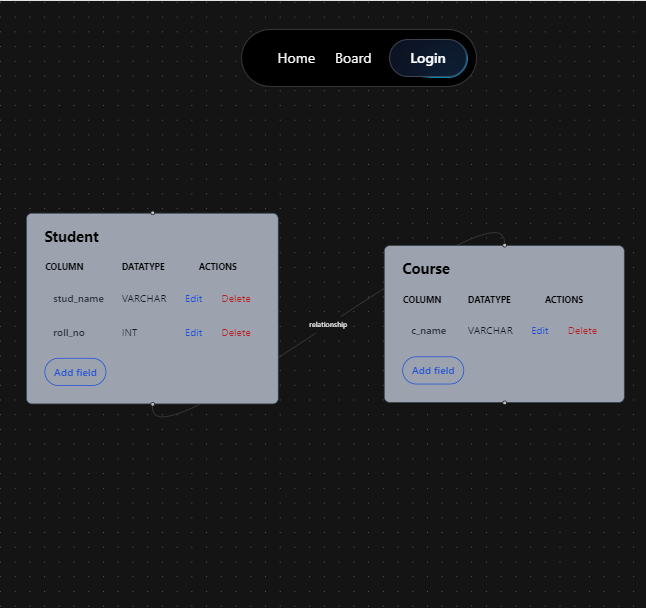 Home Board Login
Student
COLUMN DATATYPE ACTIONS
stud_name VARCHAR Edit Delete
roll_no INT Edit Delete
Add field
relationship
Course
COLUMN DATATYPE ACTIONS
c_name VARCHAR Edit Delete
Add field